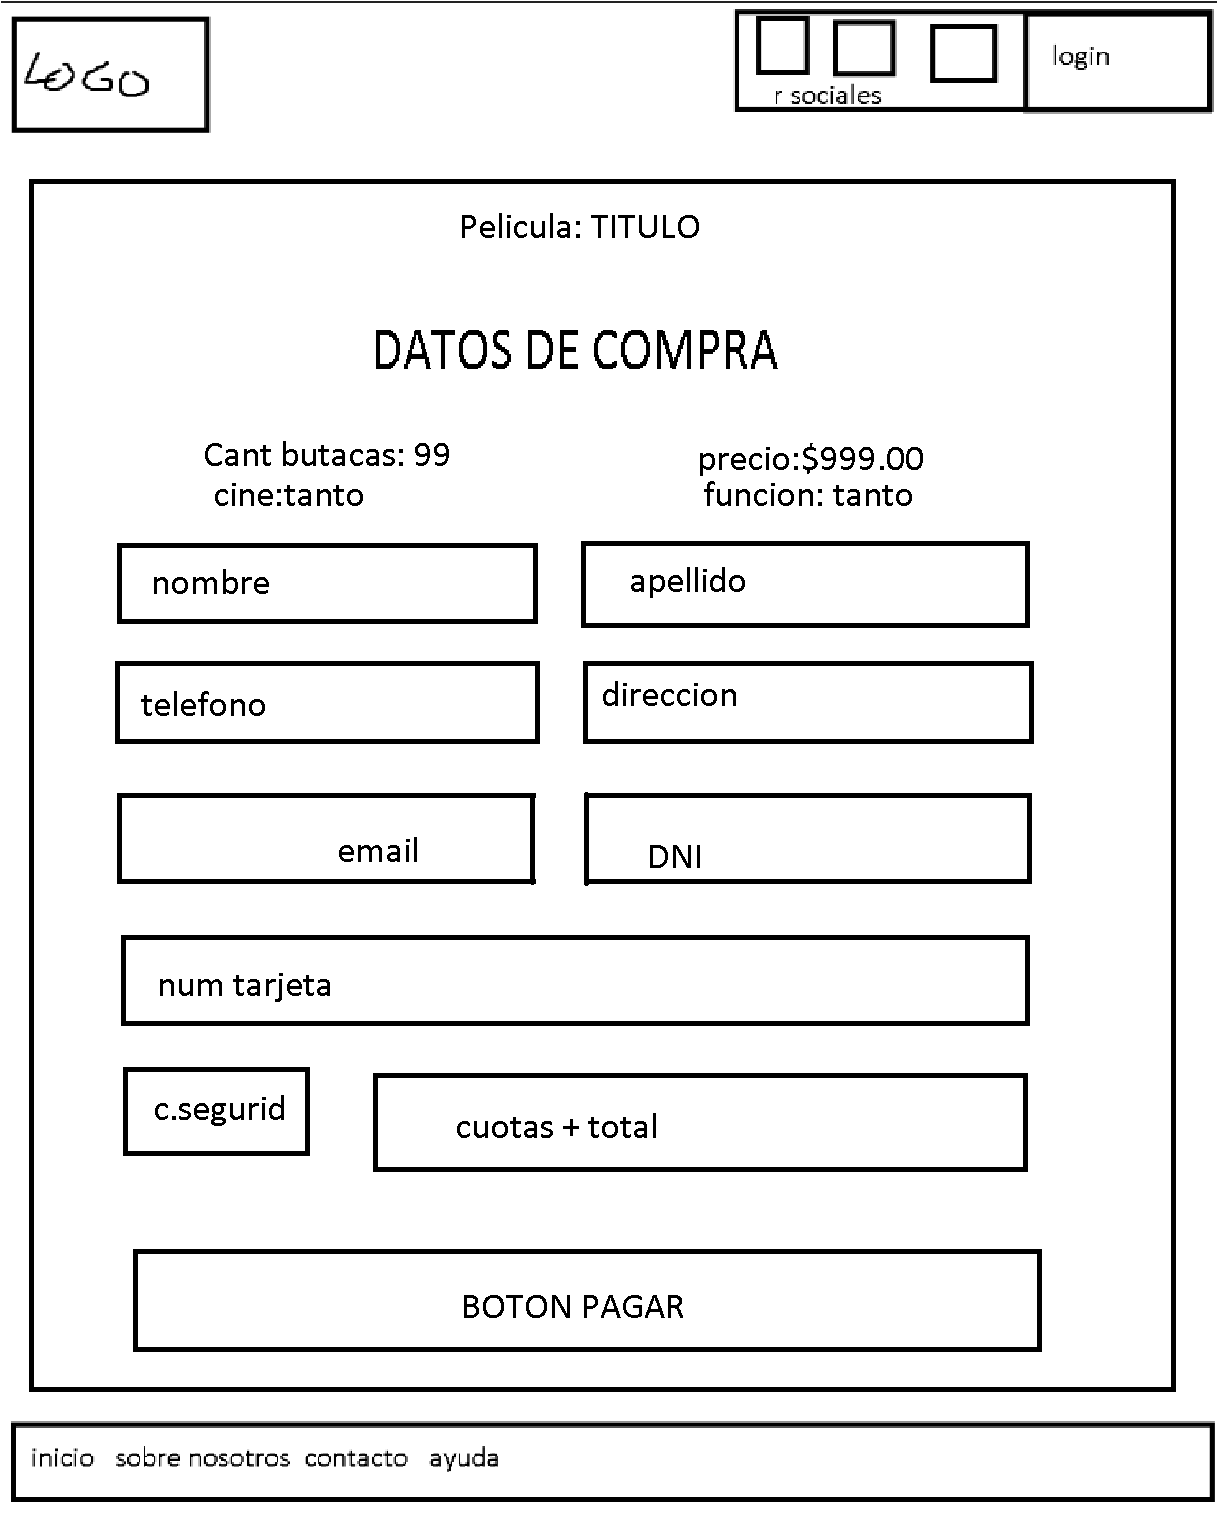 LOGO
r sociales
login
Pelicula: TITULO
DATOS DE COMPRA
Cant butacas: 99
precio:$999.00
cine:tanto
funcion: tanto
nombre
apellido
telefono
direccion
email
DNI
num tarjeta
c.segurid
cuotas + total
BOTON PAGAR
inicio sobre nosotros contacto ayuda